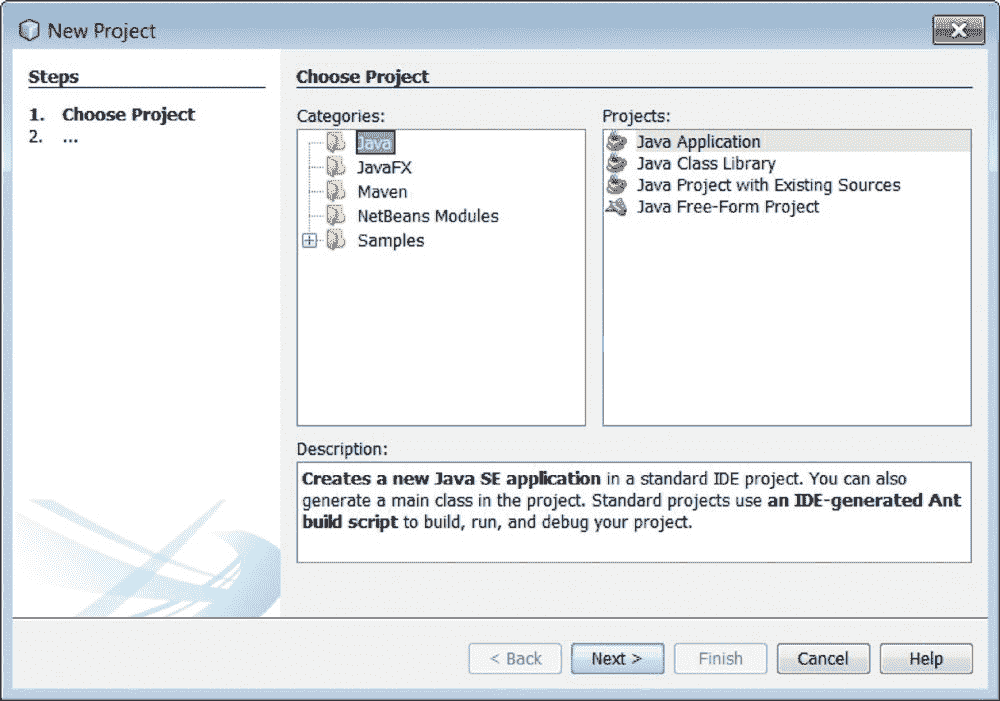 New Project
Steps
1. Choose Project
2. ...
Choose Project
Categories:
Java
JavaFX
Maven
NetBeans Modules
Samples
Projects:
Java Application
Java Class Library
Java Project with Existing Sources
Java Free-Form Project
Description:
Creates a new Java SE application in a standard IDE project. You can also
generate a main class in the project. Standard projects use an IDE-generated Ant
build script to build, run, and debug your project.
< Back
Next >
Finish
Cancel
Help